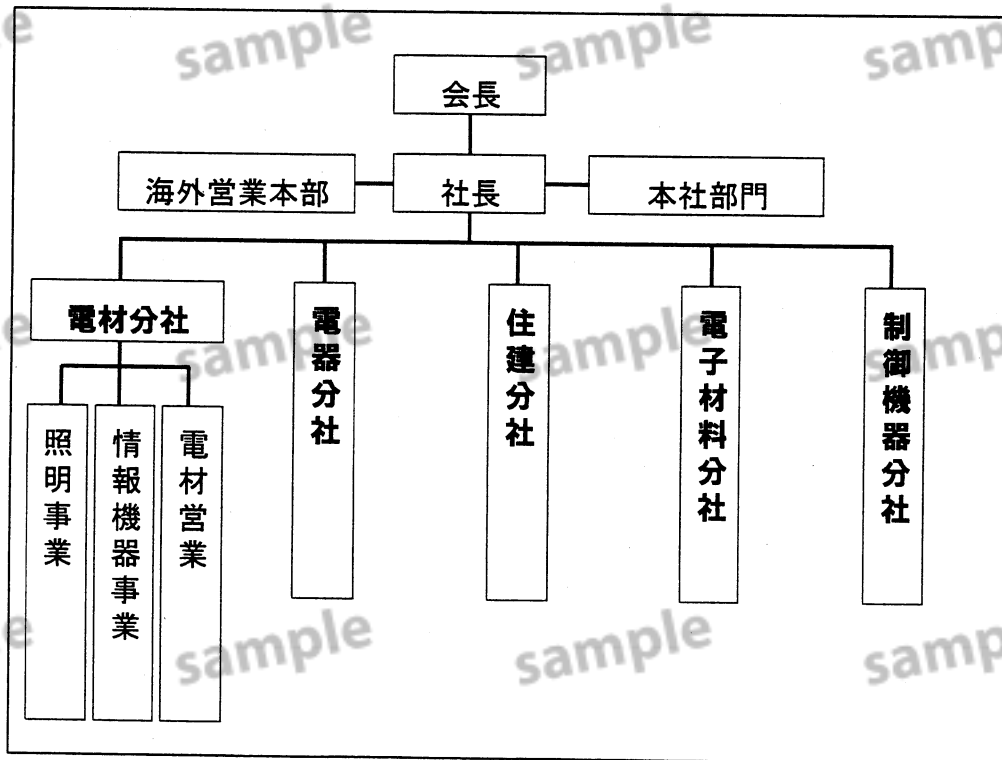 会長
海外営業本部
社長
本社部門
電材分社
電器分社
住建分社
電子材料分社
制御機器分社
照明事業
情報機器事業
電材営業
sample
sample
sample
sample
sample
sample
sample
sample
sample